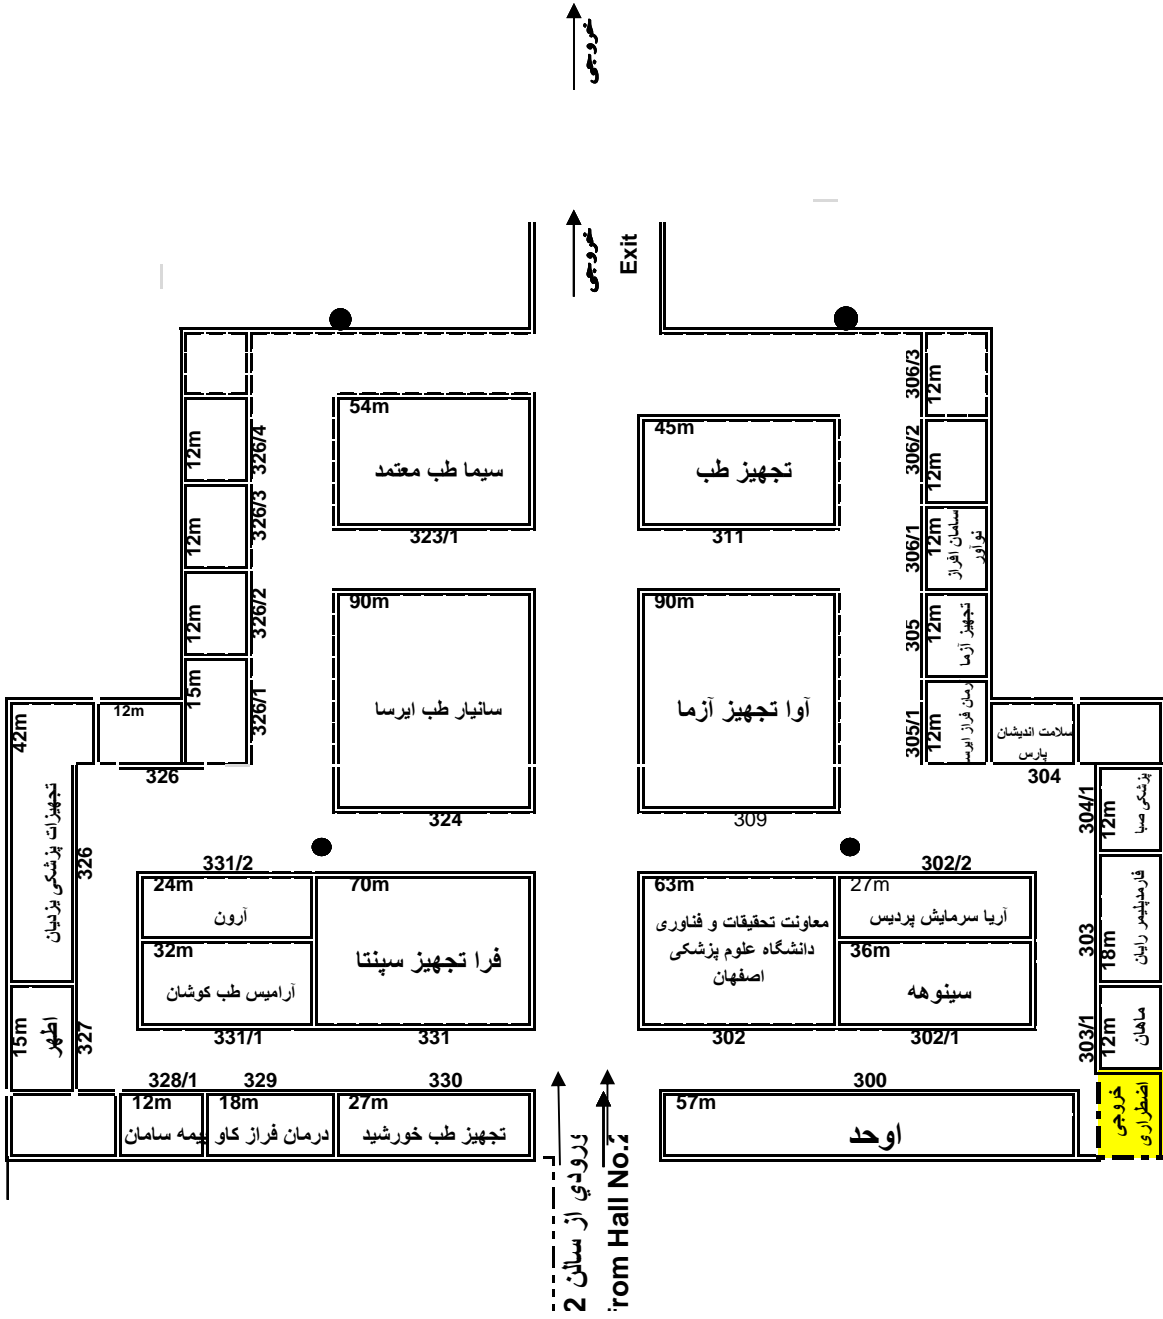 خروجي
خروجي
Exit
54m
سیما طب معتمد
323/1
45m
تجهیز طب
311
306/3
12m
306/2
12m
306/1
12m
سامان افراز
نوآور
305
12m
تجهیز آزما
305/1
12m
درمان فراز ایرسا
12m
326/4
12m
326/3
12m
326/2
15m
326/1
90m
سانیار طب ایرسا
324
90m
آوا تجهیز آزما
309
سلامت اندیشان
پارس
304
42m
تجهیزات پزشکی یزدیان
326
12m
326
304/1
12m
پزشکی صبا
303
18m
فارمدپلیمر رایان
303/1
12m
ماهان
331/2
24m
آرون
32m
آرامیس طب کوشان
331/1
70m
فرا تجهیز سپنتا
331
63m
معاونت تحقیقات و فناوری
دانشگاه علوم پزشکی
اصفهان
302
302/2
27m
آریا سرمایش پردیس
36m
سینوهه
302/1
15m
اطهر
327
328/1
12m
بیمه سامان
329
18m
درمان فراز کاو
330
27m
تجهیز طب خورشید
300
57m
اوحد
خروجی
اضطراری
ورودي از سالن 2
from Hall No.2